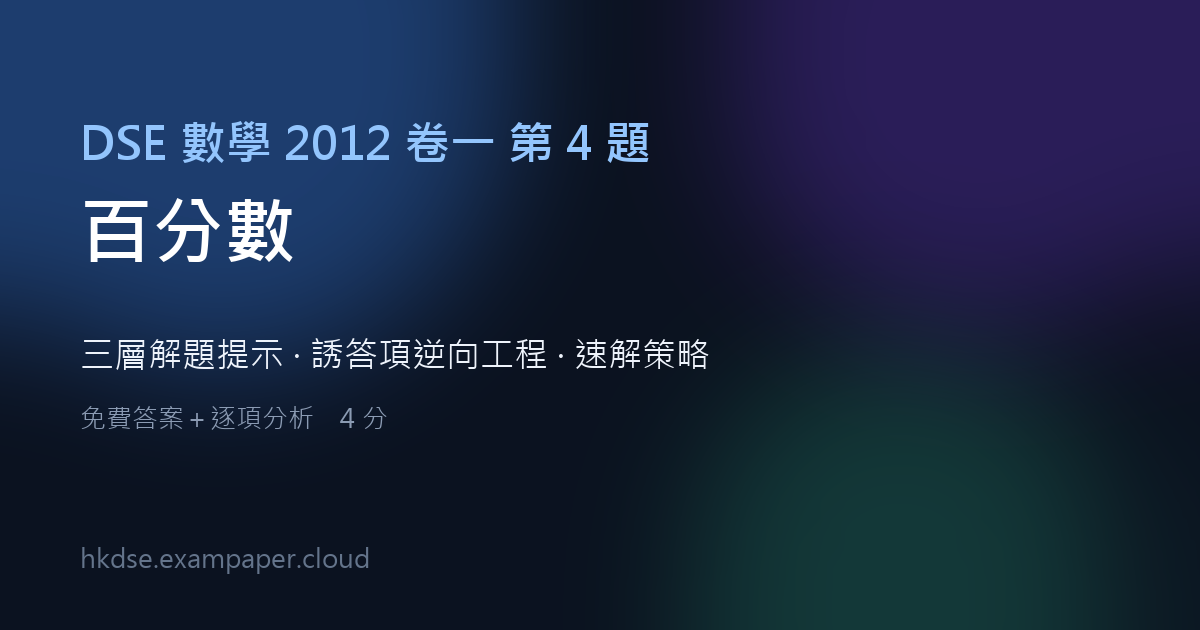 DSE 數學 2012 卷一 第 4 題
百分數
三層解題提示 · 誘答項逆向工程 · 速解策略
免費答案 + 逐項分析 4 分
hkdse.exampaper.cloud